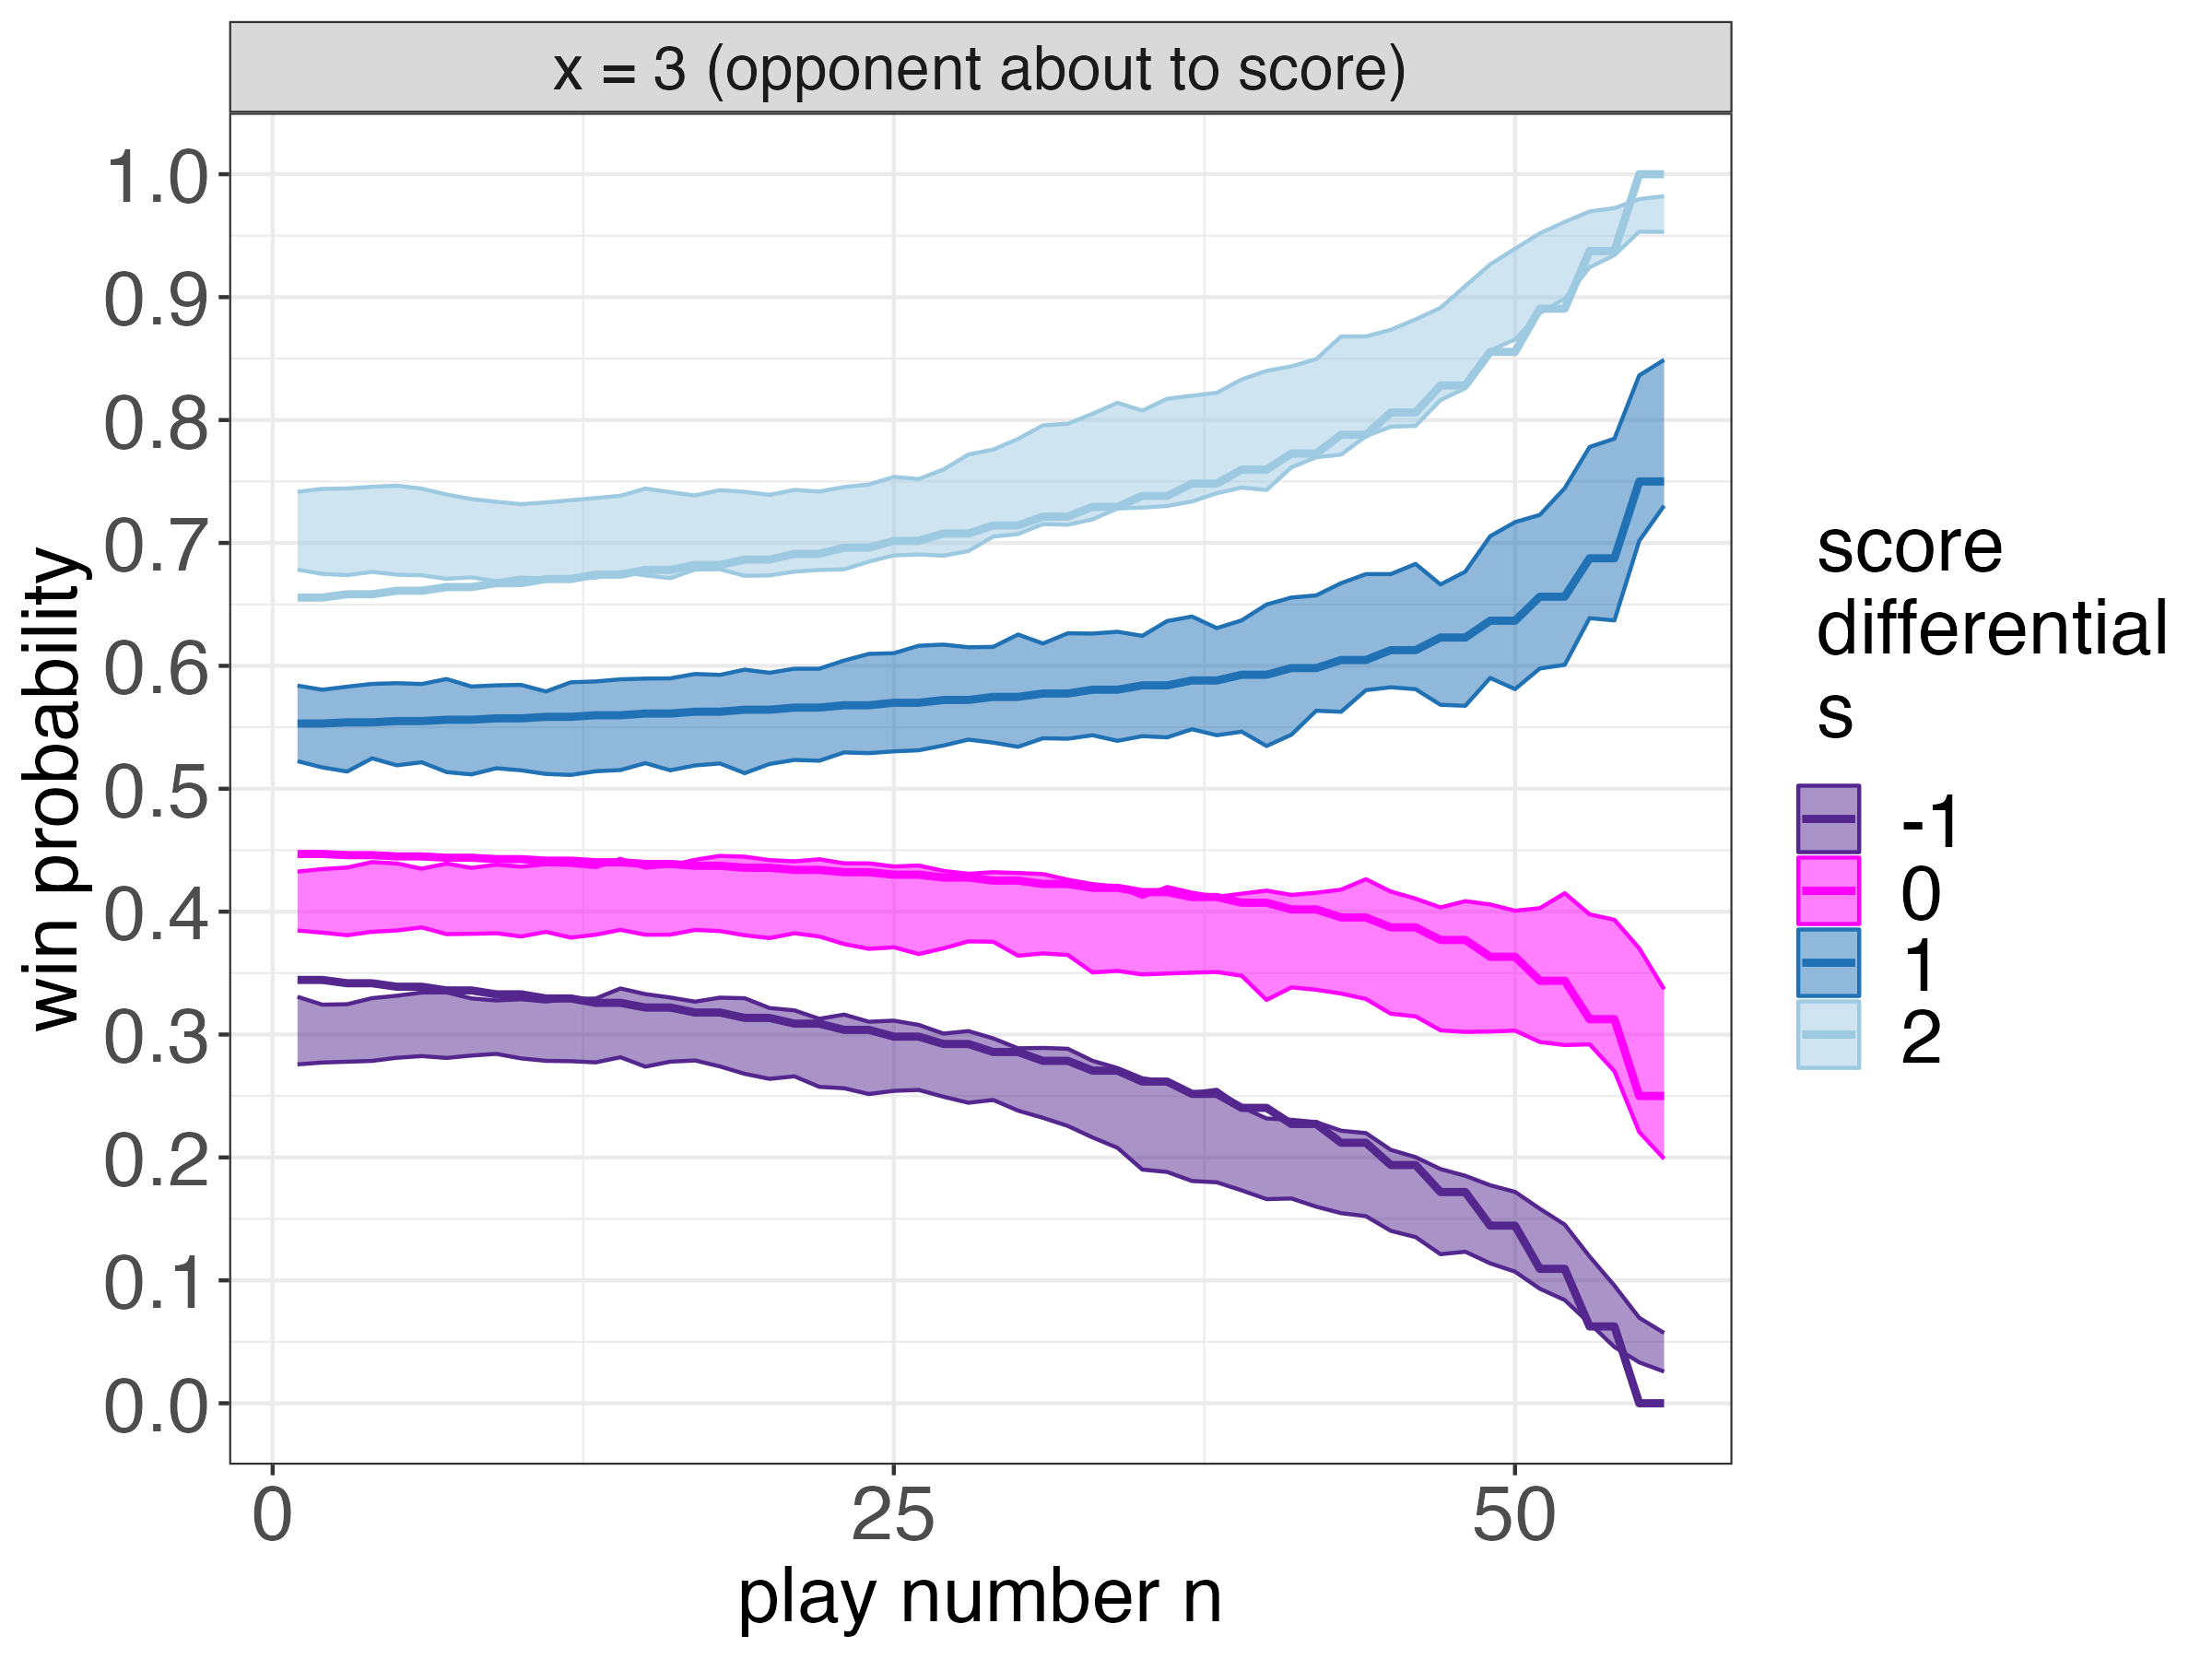 x = 3 (opponent about to score)
1.0
0.9
0.8
0.7
0.6
0.5
0.4
0.3
0.2
0.1
0.0
win probability
0 25 50
play number n
score
differential
s
-1
0
1
2